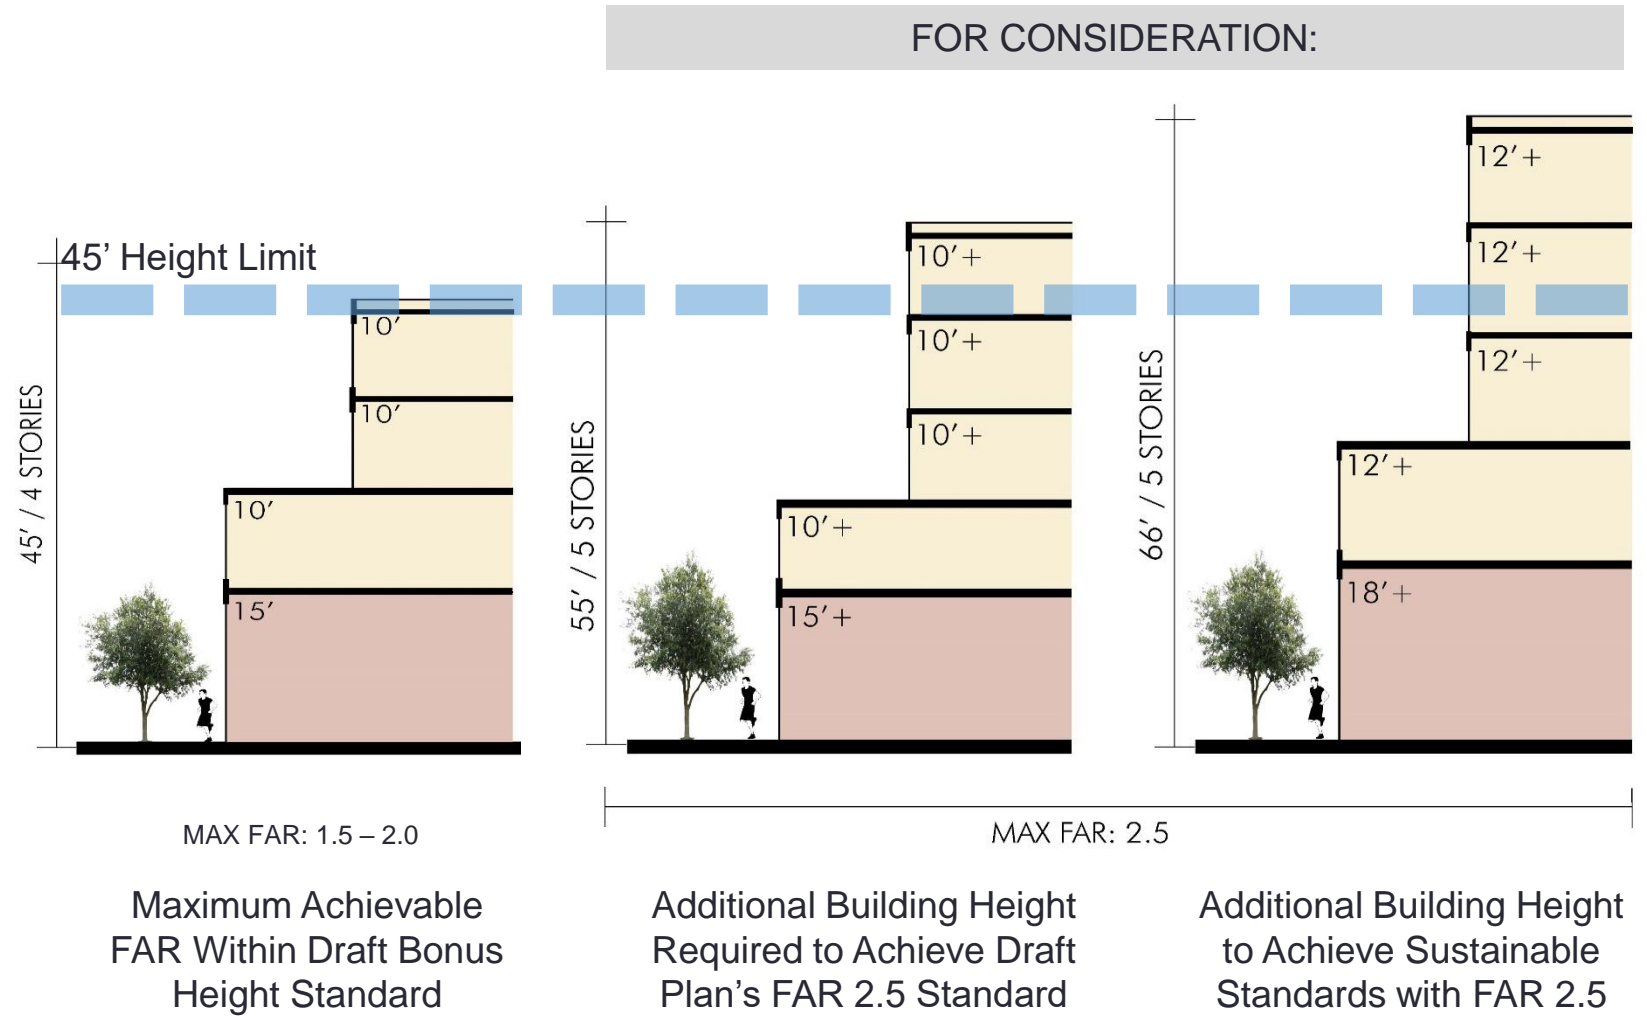 FOR CONSIDERATION:
45’ Height Limit
45’ / 4 STORIES
10’
10’
10’
15’
MAX FAR: 1.5 – 2.0
Maximum Achievable
FAR Within Draft Bonus
Height Standard
55’ / 5 STORIES
10’+
10’+
10’+
10’+
15’+
66’ / 5 STORIES
12’+
12’+
12’+
12’+
18’+
MAX FAR: 2.5
Additional Building Height
Required to Achieve Draft
Plan’s FAR 2.5 Standard
Additional Building Height
to Achieve Sustainable
Standards with FAR 2.5